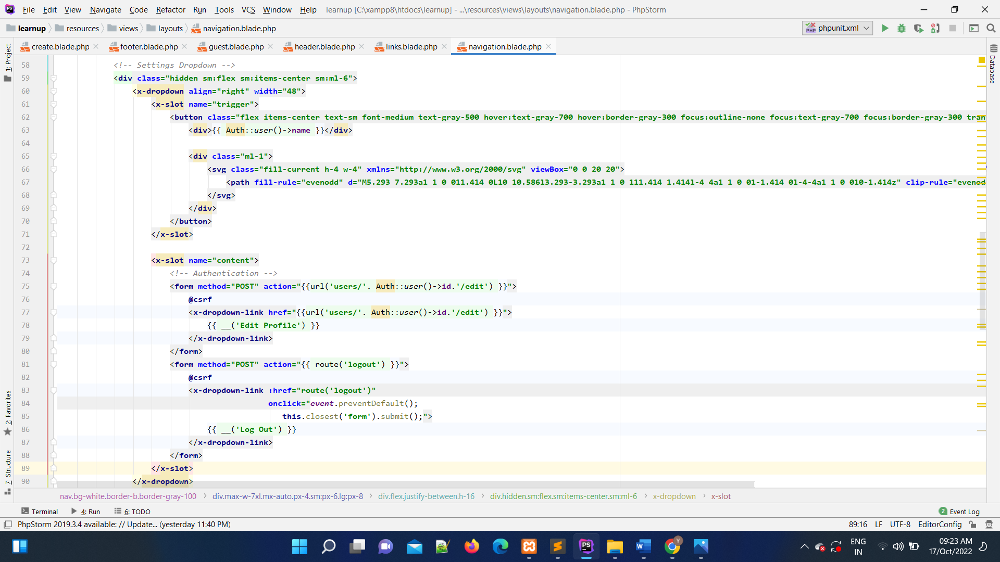 File Edit View Navigate Code Refactor Run Tools VCS Window Help learnup [C:\xampp8\htdocs\learnup] - ...\resources\views\layouts\navigation.blade.php - PhpStorm
learnup resources views layouts navigation.blade.php phpunit.xml
create.blade.php footer.blade.php guest.blade.php header.blade.php links.blade.php navigation.blade.php
1: Project
Database
58 <!-- Settings Dropdown -->
59 <div class="hidden sm:flex sm:items-center sm:ml-6">
60 <x-dropdown align="right" width="48">
61 <x-slot name="trigger">
62 <button class="flex items-center text-sm font-medium text-gray-500 hover:text-gray-700 hover:border-gray-300 focus:outline-none focus:text-gray-700 focus:border-gray-300 tran
63 <div>{{ Auth::user()->name }}</div>
64
65 <div class="ml-1">
66 <svg class="fill-current h-4 w-4" xmlns="http://www.w3.org/2000/svg" viewBox="0 0 20 20">
67 <path fill-rule="evenodd" d="M5.293 7.293a1 1 0 011.414 0L10 10.586l3.293-3.293a1 1 0 111.414 1.414l-4 4a1 1 0 01-1.414 0l-4-4a1 1 0 010-1.414z" clip-rule="evenod
68 </svg>
69 </div>
70 </button>
71 </x-slot>
72
73 <x-slot name="content">
74 <!-- Authentication -->
75 <form method="POST" action="{{url('users/'. Auth::user()->id.'/edit') }}">
76 @csrf
77 <x-dropdown-link href="{{url('users/'. Auth::user()->id.'/edit') }}">
78 {{ __('Edit Profile') }}
79 </x-dropdown-link>
80 </form>
81 <form method="POST" action="{{ route('logout') }}">
82 @csrf
83 <x-dropdown-link :href="route('logout')"
84 onclick="event.preventDefault();
85 this.closest('form').submit();">
86 {{ __('Log Out') }}
87 </x-dropdown-link>
88 </form>
89 </x-slot>
90 </x-dropdown>
2: Favorites
7: Structure
nav.bg-white.border-b.border-gray-100 div.max-w-7xl.mx-auto.px-4.sm:px-6.lg:px-8 div.flex.justify-between.h-16 div.hidden.sm:flex.sm:items-center.sm:ml-6 x-dropdown x-slot
Terminal 4: Run 6: TODO 2 Event Log
PhpStorm 2019.3.4 available: // Update... (yesterday 11:40 PM) 89:16 LF UTF-8 EditorConfig
ENG 09:23 AM
IN 17/Oct/2022